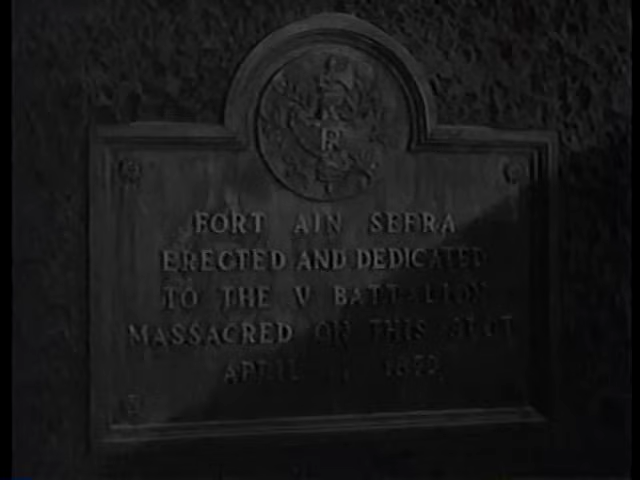 FORT AIN SEFRA
ERECTED AND DEDICATED
TO THE V BATTALION
MASSACRED ON THIS SPOT
APRIL